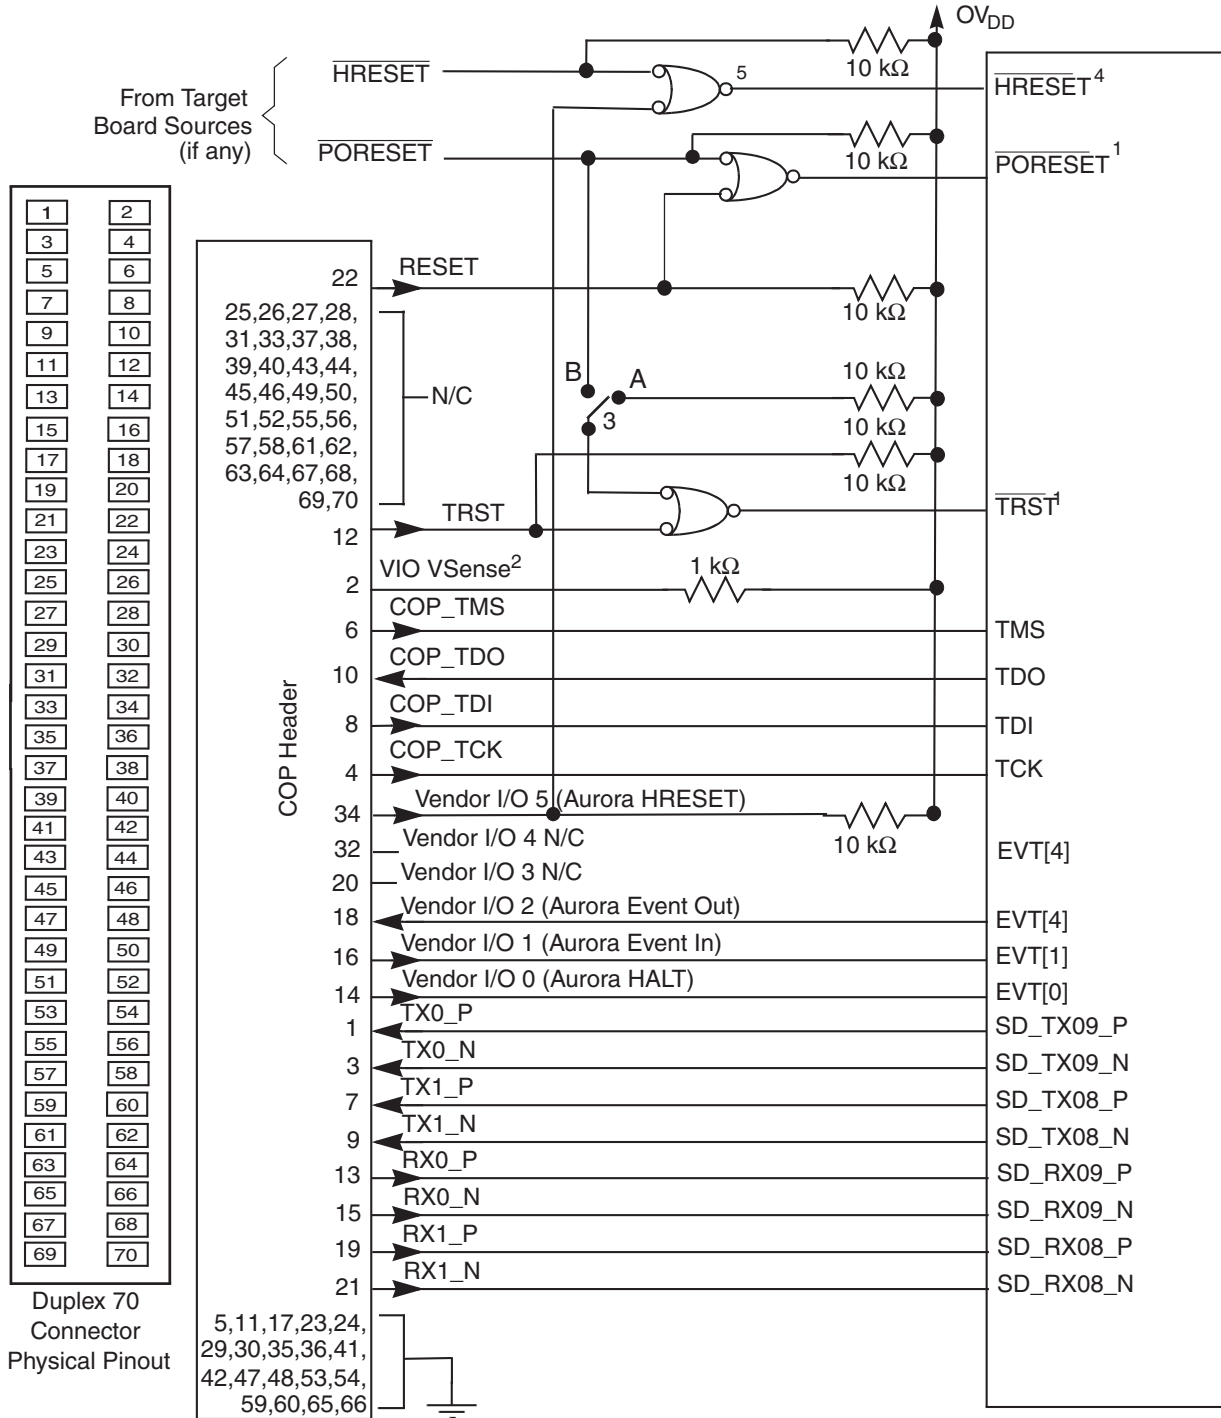 OVDD
10 kΩ
HRESET
5
HRESET4
From Target
Board Sources
(if any)
10 kΩ
PORESET
PORESET1
1
2
3
4
5
6
7
8
9
10
11
12
13
14
15
16
17
18
19
20
21
22
23
24
25
26
27
28
29
30
31
32
33
34
35
36
37
38
39
40
41
42
43
44
45
46
47
48
49
50
51
52
53
54
55
56
57
58
59
60
61
62
63
64
65
66
67
68
69
70
Duplex 70
Connector
Physical Pinout
COP Header
22
RESET
10 kΩ
25,26,27,28,
31,33,37,38,
39,40,43,44,
45,46,49,50,
51,52,55,56,
57,58,61,62,
63,64,67,68,
69,70
N/C
B
A
3
10 kΩ
10 kΩ
10 kΩ
12
TRST
TRST1
2
VIO VSense2
1 kΩ
6
COP_TMS
TMS
10
COP_TDO
TDO
8
COP_TDI
TDI
4
COP_TCK
TCK
34
Vendor I/O 5 (Aurora HRESET)
10 kΩ
32
Vendor I/O 4 N/C
EVT[4]
20
Vendor I/O 3 N/C
18
Vendor I/O 2 (Aurora Event Out)
EVT[4]
16
Vendor I/O 1 (Aurora Event In)
EVT[1]
14
Vendor I/O 0 (Aurora HALT)
EVT[0]
1
TX0_P
SD_TX09_P
3
TX0_N
SD_TX09_N
7
TX1_P
SD_TX08_P
9
TX1_N
SD_TX08_N
13
RX0_P
SD_RX09_P
15
RX0_N
SD_RX09_N
19
RX1_P
SD_RX08_P
21
RX1_N
SD_RX08_N
5,11,17,23,24,
29,30,35,36,41,
42,47,48,53,54,
59,60,65,66